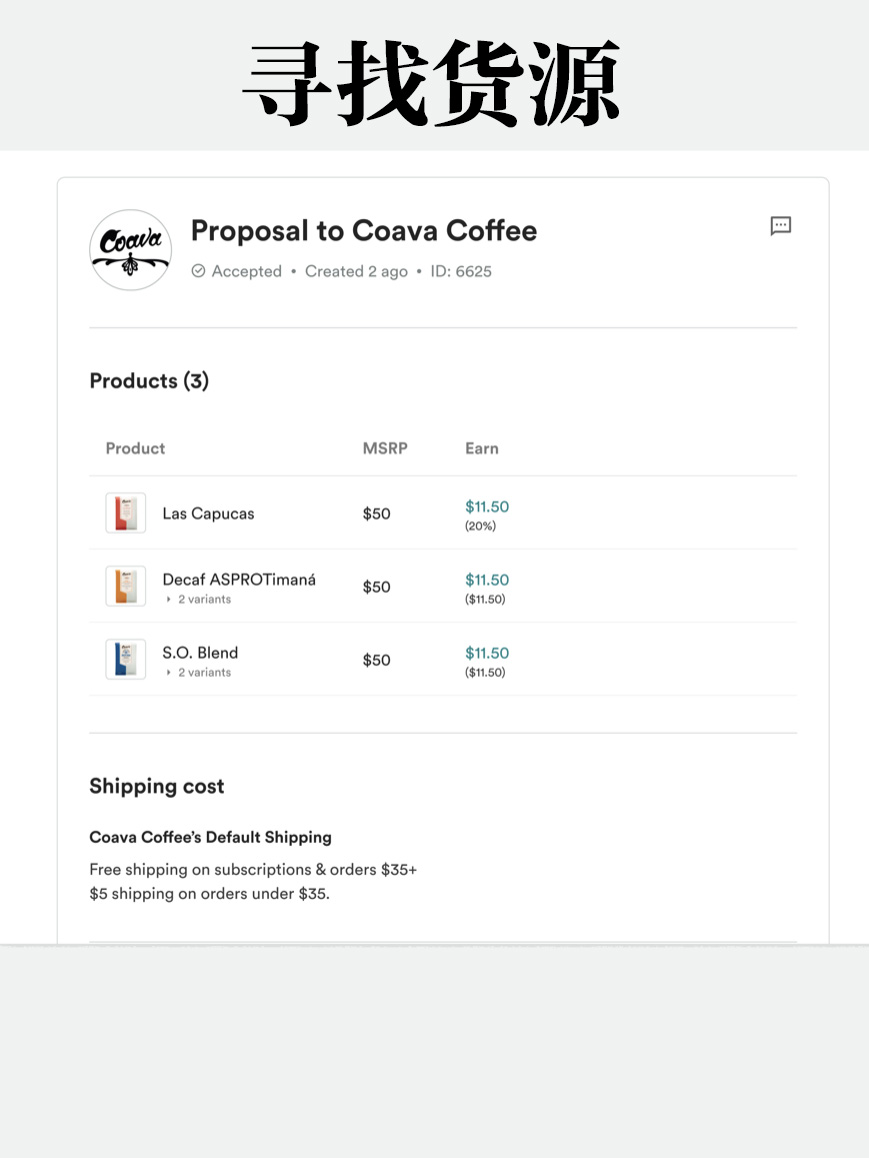 寻找货源
Coava
Proposal to Coava Coffee
Accepted • Created 2 ago • ID: 6625
Products (3)
Product MSRP Earn
Las Capucas $50 $11.50
(20%)
Decaf ASPROTimaná $50 $11.50
2 variants ($11.50)
S.O. Blend $50 $11.50
2 variants ($11.50)
Shipping cost
Coava Coffee's Default Shipping
Free shipping on subscriptions & orders $35+
$5 shipping on orders under $35.